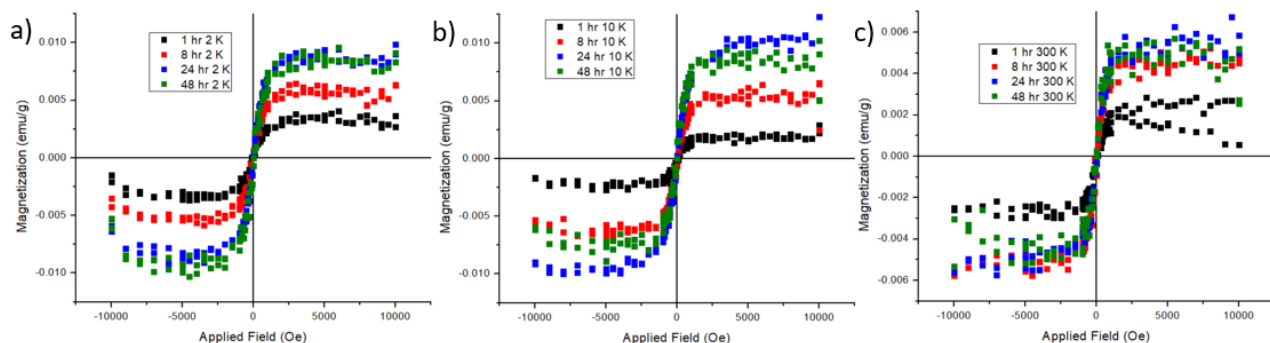 a)
0.010
0.005
0.000
-0.005
-0.010
Magnetization (emu/g)
1 hr 2 K
8 hr 2 K
24 hr 2 K
48 hr 2 K
-10000 -5000 0 5000 10000
Applied Field (Oe)
b)
0.010
0.005
0.000
-0.005
-0.010
Magnetization (emu/g)
1 hr 10 K
8 hr 10 K
24 hr 10 K
48 hr 10 K
-10000 -5000 0 5000 10000
Applied Field (Oe)
c)
0.006
0.004
0.002
0.000
-0.002
-0.004
-0.006
Magnetization (emu/g)
1 hr 300 K
8 hr 300 K
24 hr 300 K
48 hr 300 K
-10000 -5000 0 5000 10000
Applied Field (Oe)